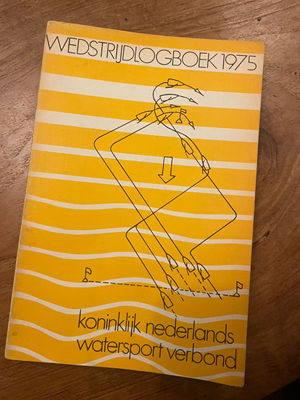 WEDSTRIJDLOGBOEK 1975
koninklijk nederlands
watersport verbond